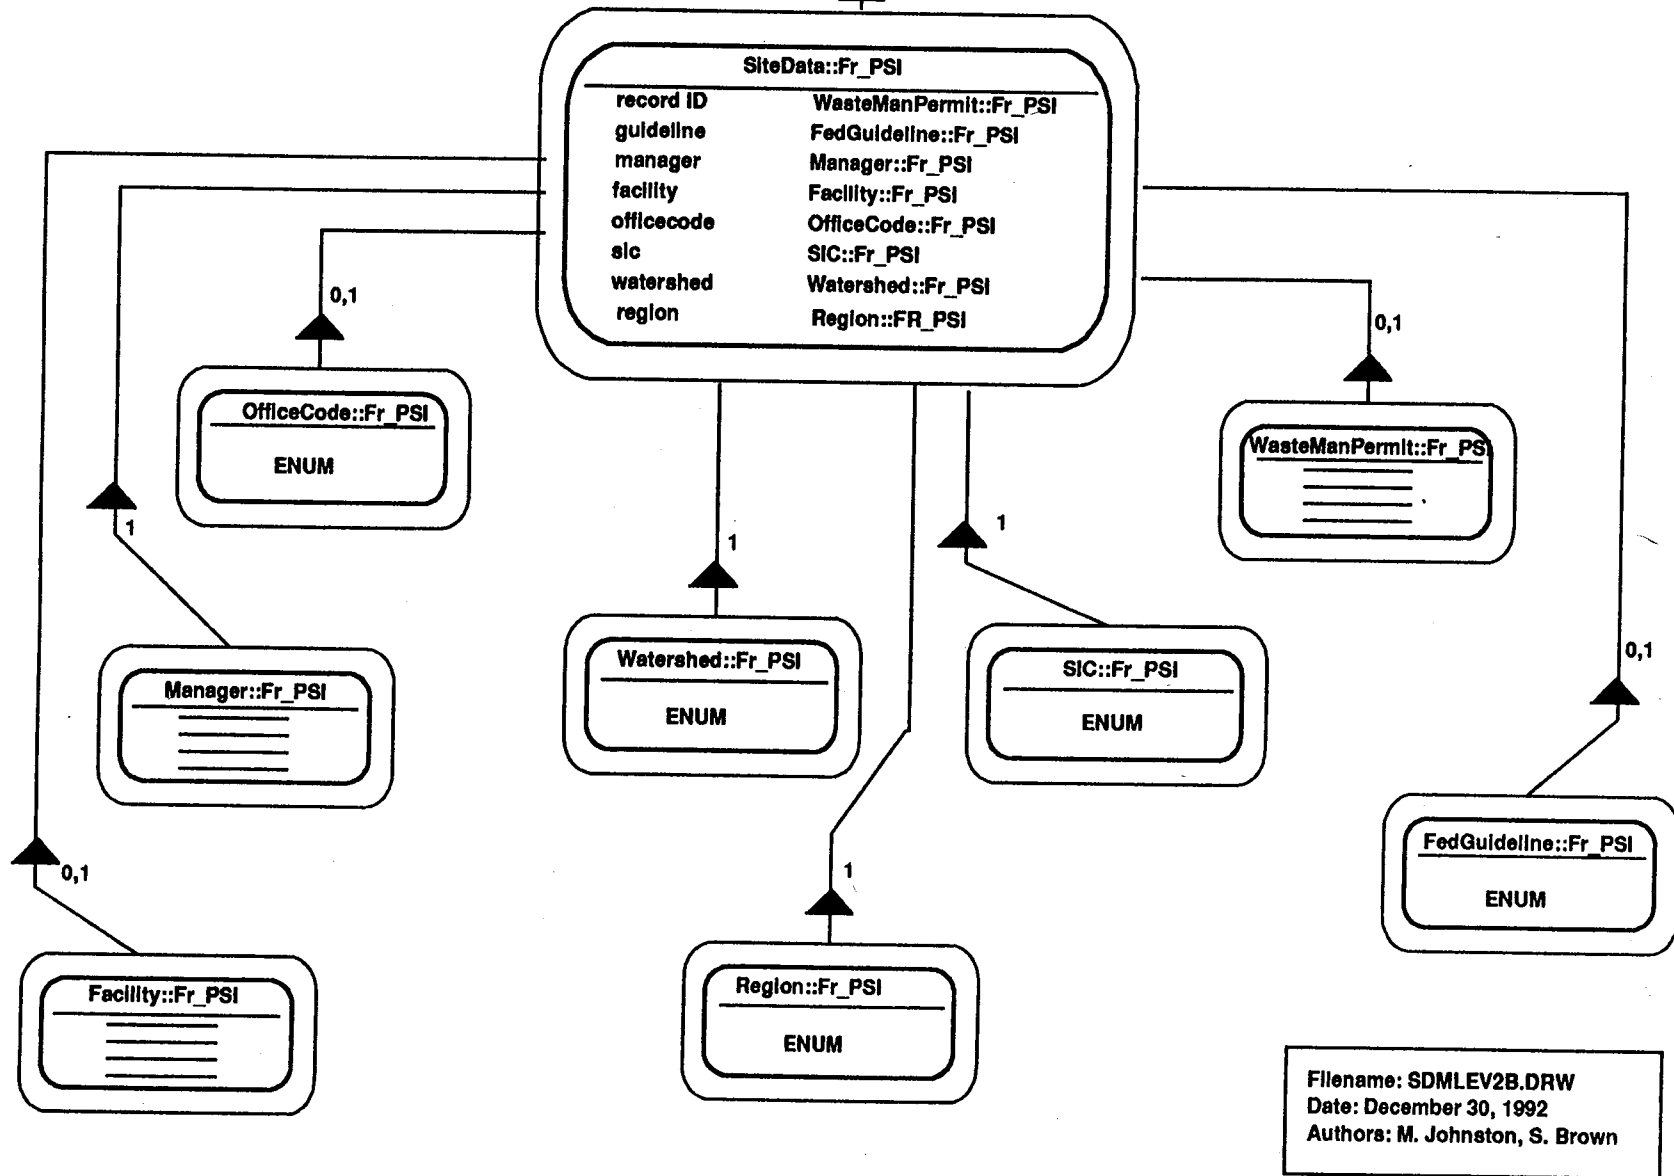 SiteData::Fr_PSI
record ID WasteManPermit::Fr_PSI
guideline FedGuideline::Fr_PSI
manager Manager::Fr_PSI
facility Facility::Fr_PSI
officecode OfficeCode::Fr_PSI
sic SIC::Fr_PSI
watershed Watershed::Fr_PSI
region Region::FR_PSI
0,1
0,1
OfficeCode::Fr_PSI
ENUM
WasteManPermit::Fr_PSI
1
1
1
Watershed::Fr_PSI
ENUM
SIC::Fr_PSI
ENUM
0,1
Manager::Fr_PSI
0,1
1
FedGuideline::Fr_PSI
ENUM
Facility::Fr_PSI
Region::Fr_PSI
ENUM
Filename: SDMLEV2B.DRW
Date: December 30, 1992
Authors: M. Johnston, S. Brown